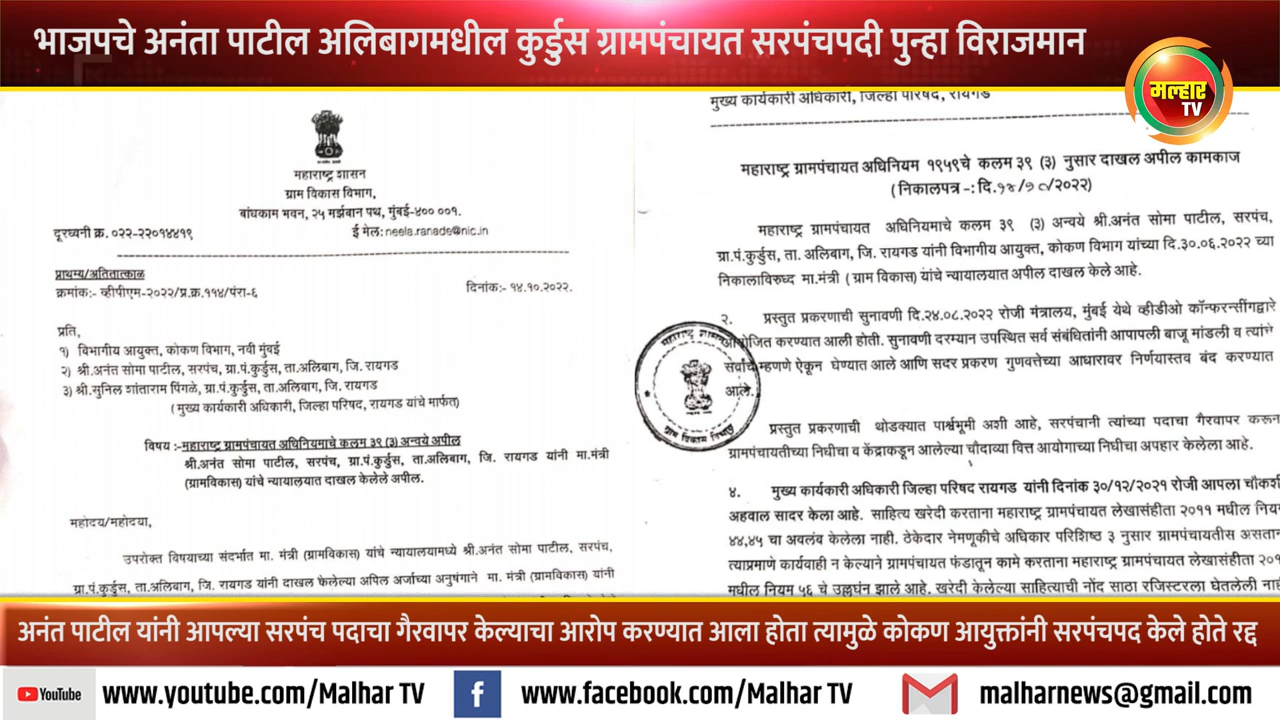 भाजपचे अनंता पाटील अलिबागमधील कुर्डुस ग्रामपंचायत सरपंचपदी पुन्हा विराजमान
मल्हार
TV
महाराष्ट्र शासन
ग्राम विकास विभाग,
बांधकाम भवन, २५ मर्झबान पथ, मुंबई-४०० ००१.
दूरध्वनी क्र. ०२२-२२०१४४१९
ई मेल: neela.ranade@nic.in
प्राथम्य/अतितात्काळ
क्रमांक:- व्हीपीएम-२०२२/प्र.क्र.११४/पंरा-६
दिनांक:- १४.१०.२०२२.
प्रति,
१) विभागीय आयुक्त, कोकण विभाग, नवी मुंबई
२) श्री.अनंत सोमा पाटील, सरपंच, ग्रा.पं.कुर्डुस, ता.अलिबाग, जि. रायगड
३) श्री.सुनिल शांताराम पिंगळे, ग्रा.पं.कुर्डुस, ता.अलिबाग, जि. रायगड
(मुख्य कार्यकारी अधिकारी, जिल्हा परिषद, रायगड यांचे मार्फत)
विषय :-महाराष्ट्र ग्रामपंचायत अधिनियमाचे कलम ३९ (३) अन्वये अपील
श्री.अनंत सोमा पाटील, सरपंच, ग्रा.पं.कुर्डुस, ता.अलिबाग, जि. रायगड यांनी मा.मंत्री
(ग्रामविकास) यांचे न्यायालयात दाखल केलेले अपील.
महोदय/महोदया,
उपरोक्त विषयाच्या संदर्भात मा. मंत्री (ग्रामविकास) यांचे न्यायालयामध्ये श्री.अनंत सोमा पाटील, सरपंच,
ग्रा.पं.कुर्डुस, ता.अलिबाग, जि. रायगड यांनी दाखल केलेल्या अपिल अर्जाच्या अनुषंगाने मा. मंत्री (ग्रामविकास) यांनी
मुख्य कार्यकारी अधिकारी, जिल्हा परिषद, रायगड
महाराष्ट्र ग्रामपंचायत अधिनियम १९५९चे कलम ३९ (३) नुसार दाखल अपील कामकाज
(निकालपत्र -: दि.१४/१०/२०२२)
महाराष्ट्र ग्रामपंचायत अधिनियमाचे कलम ३९ (३) अन्वये श्री.अनंत सोमा पाटील, सरपंच,
ग्रा.पं.कुर्डुस, ता. अलिबाग, जि. रायगड यांनी विभागीय आयुक्त, कोकण विभाग यांच्या दि.३०.०६.२०२२ च्या
निकालाविरुध्द मा.मंत्री ( ग्राम विकास) यांचे न्यायालयात अपील दाखल केले आहे.
२. प्रस्तुत प्रकरणाची सुनावणी दि.२४.०८.२०२२ रोजी मंत्रालय, मुंबई येथे व्हीडीओ कॉन्फरन्सींगद्वारे
आयोजित करण्यात आली होती. सुनावणी दरम्यान उपस्थित सर्व संबंधितांनी आपापली बाजू मांडली व त्यांचे
सर्वांचे म्हणणे ऐकून घेण्यात आले आणि सदर प्रकरण गुणवत्तेच्या आधारावर निर्णयास्तव बंद करण्यात
आले.
प्रस्तुत प्रकरणाची थोडक्यात पार्श्वभूमी अशी आहे, सरपंचानी त्यांच्या पदाचा गैरवापर करून
ग्रामपंचायतीच्या निधीचा व केंद्राकडून आलेल्या चौदाव्या वित्त आयोगाच्या निधीचा अपहार केलेला आहे.
४. मुख्य कार्यकारी अधिकारी जिल्हा परिषद रायगड यांनी दिनांक ३०/१२/२०२१ रोजी आपला चौकशी
अहवाल सादर केला आहे. साहित्य खरेदी करताना महाराष्ट्र ग्रामपंचायत लेखासंहीता २०११ मधील नियम
४४,४५ चा अवलंब केलेला नाही. ठेकेदार नेमणूकीचे अधिकार परिशिष्ठ ३ नुसार ग्रामपंचायतीस असताना
त्याप्रमाणे कार्यवाही न केल्याने ग्रामपंचायत फंडातून कामे करताना महाराष्ट्र ग्रामपंचायत लेखासंहीता २०१
मधील नियम ५६ चे उल्लघंन झाले आहे. खरेदी केलेल्या साहित्याची नोंद साठा रजिस्टरला घेतलेली नाही
ग्राम विकास विभाग
अनंत पाटील यांनी आपल्या सरपंच पदाचा गैरवापर केल्याचा आरोप करण्यात आला होता त्यामुळे कोकण आयुक्तांनी सरपंचपद केले होते रद्द
YouTube www.youtube.com/Malhar TV
www.facebook.com/Malhar TV
malharnews@gmail.com